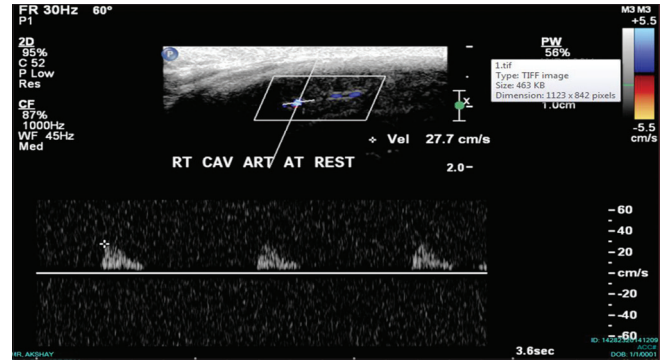 FR 30Hz 60°
P1
M3 M3
+5.5
2D
95%
C 52
P Low
Res
CF
87%
1000Hz
WF 45Hz
Med
P
PW
56%
1.tif
Type: TIFF image
Size: 463 KB
Dimension: 1123 x 842 pixels
1.0cm
x
-5.5
cm/s
Vel 27.7 cm/s
RT CAV ART AT REST
2.0
60
40
20
cm/s
-20
-40
-60
3.6sec
ACC#
DOB: 1/1/0001